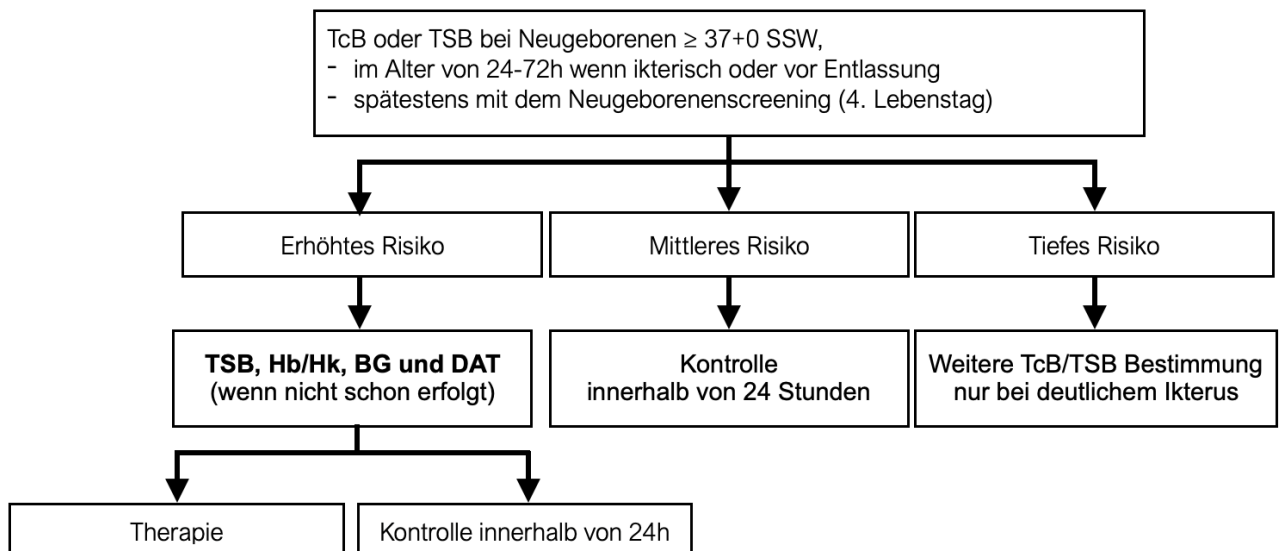 TcB oder TSB bei Neugeborenen ≥ 37+0 SSW,
- im Alter von 24-72h wenn ikterisch oder vor Entlassung
- spätestens mit dem Neugeborenenscreening (4. Lebenstag)
Erhöhtes Risiko
Mittleres Risiko
Tiefes Risiko
TSB, Hb/Hk, BG und DAT
(wenn nicht schon erfolgt)
Kontrolle
innerhalb von 24 Stunden
Weitere TcB/TSB Bestimmung
nur bei deutlichem Ikterus
Therapie
Kontrolle innerhalb von 24h